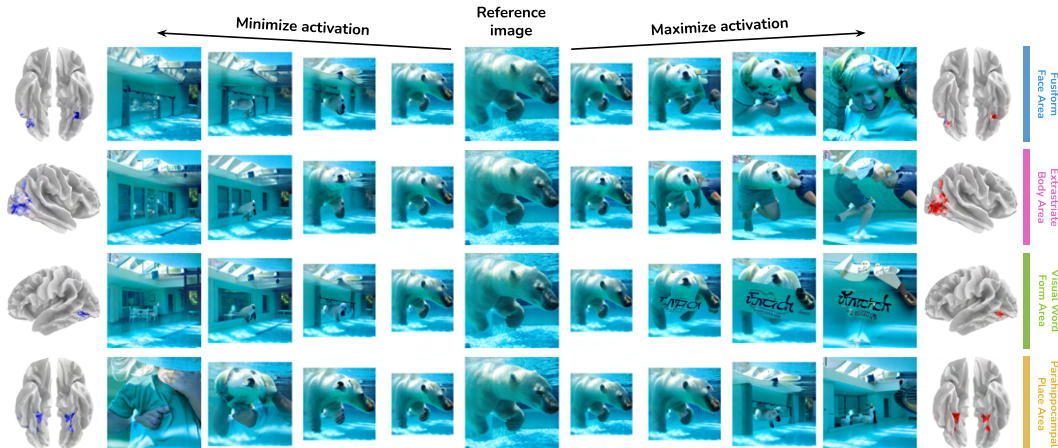 Minimize activation
Reference
image
Maximize activation
Fusiform
Face Area
Extrastriate
Body Area
Visual Word
Form Area
Parahippocampal
Place Area